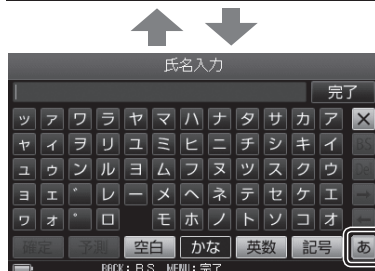 氏名入力
完了
ッ ァ ワ ラ ヤ マ ハ ナ タ サ カ ア ×
ャ ィ ヲ リ ユ ミ ヒ ニ チ シ キ イ BS
ュ ゥ ン ル ヨ ム フ ヌ ツ ス ク ウ Del
ョ ェ ゛ レ ー メ ヘ ネ テ セ ケ エ →
ヮ ォ ゜ ロ モ ホ ノ ト ソ コ オ ←
確定 予測 空白 かな 英数 記号 あ
BACK: B.S. MENU: 完了